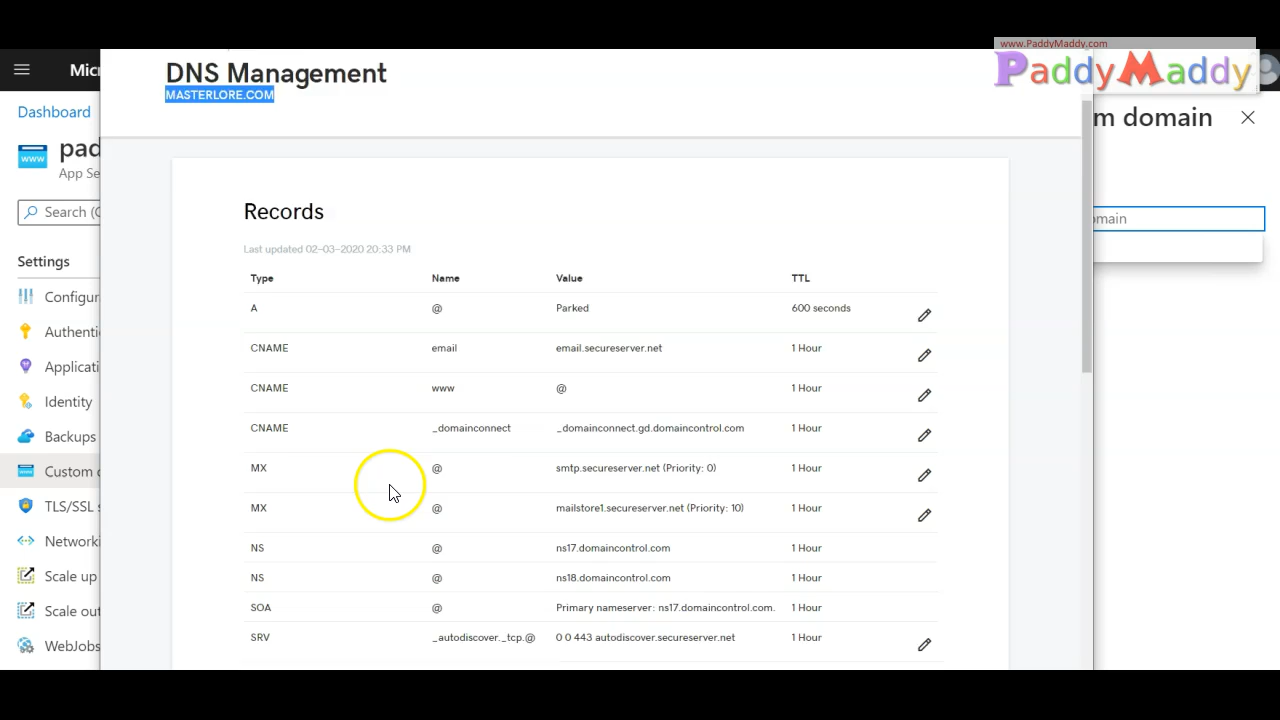 www.PaddyMaddy.com
PaddyMaddy
DNS Management
MASTERLORE.COM
Records
Last updated 02-03-2020 20:33 PM
Type Name Value TTL
A @ Parked 600 seconds
CNAME email email.secureserver.net 1 Hour
CNAME www @ 1 Hour
CNAME _domainconnect _domainconnect.gd.domaincontrol.com 1 Hour
MX @ smtp.secureserver.net (Priority: 0) 1 Hour
MX @ mailstore1.secureserver.net (Priority: 10) 1 Hour
NS @ ns17.domaincontrol.com 1 Hour
NS @ ns18.domaincontrol.com 1 Hour
SOA @ Primary nameserver: ns17.domaincontrol.com. 1 Hour
SRV _autodiscover._tcp.@ 0 0 443 autodiscover.secureserver.net 1 Hour
Micr
Dashboard
www
pad
App Se
Search (C
Settings
Configur
Authenti
Applicati
Identity
Backups
Custom d
TLS/SSL s
Networki
Scale up
Scale out
WebJobs
m domain
omain